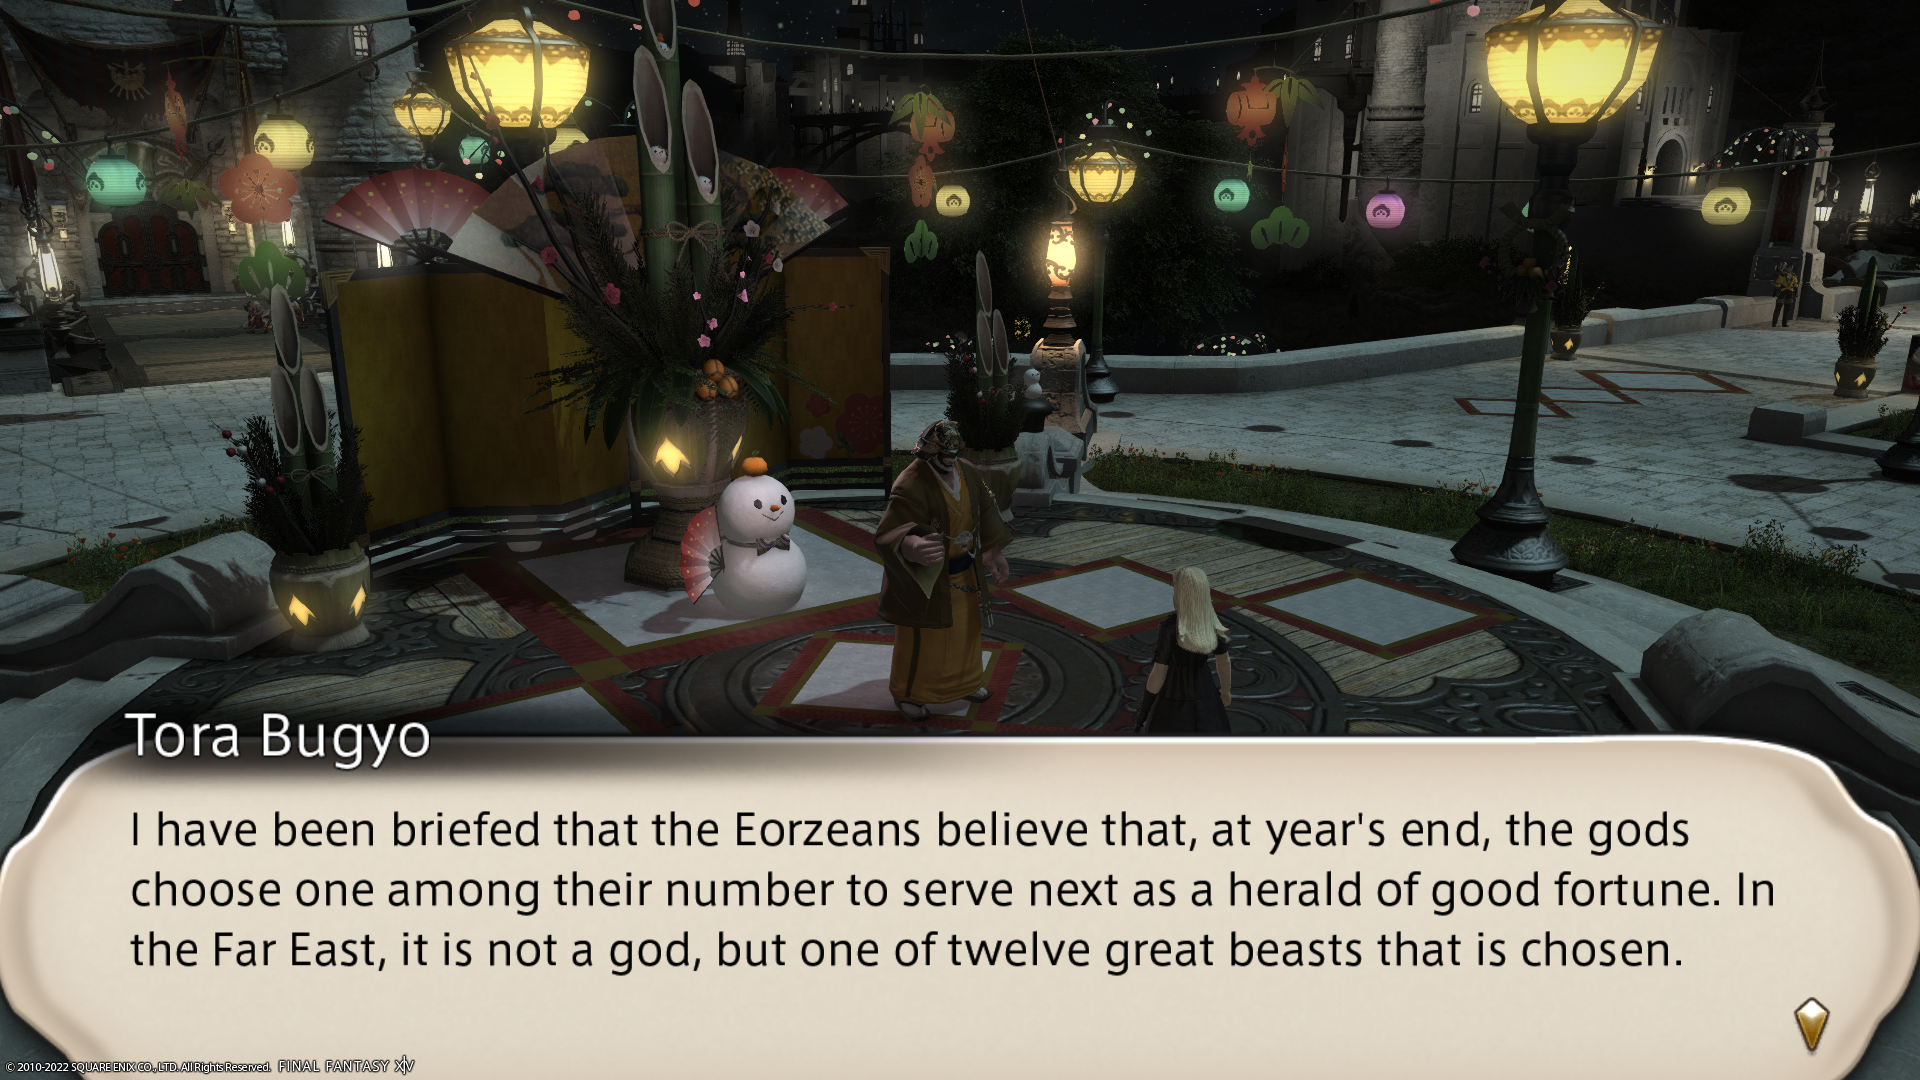 Tora Bugyo
I have been briefed that the Eorzeans believe that, at year's end, the gods
choose one among their number to serve next as a herald of good fortune. In
the Far East, it is not a god, but one of twelve great beasts that is chosen.
© 2010-2022 SQUARE ENIX CO., LTD. All Rights Reserved. FINAL FANTASY XIV